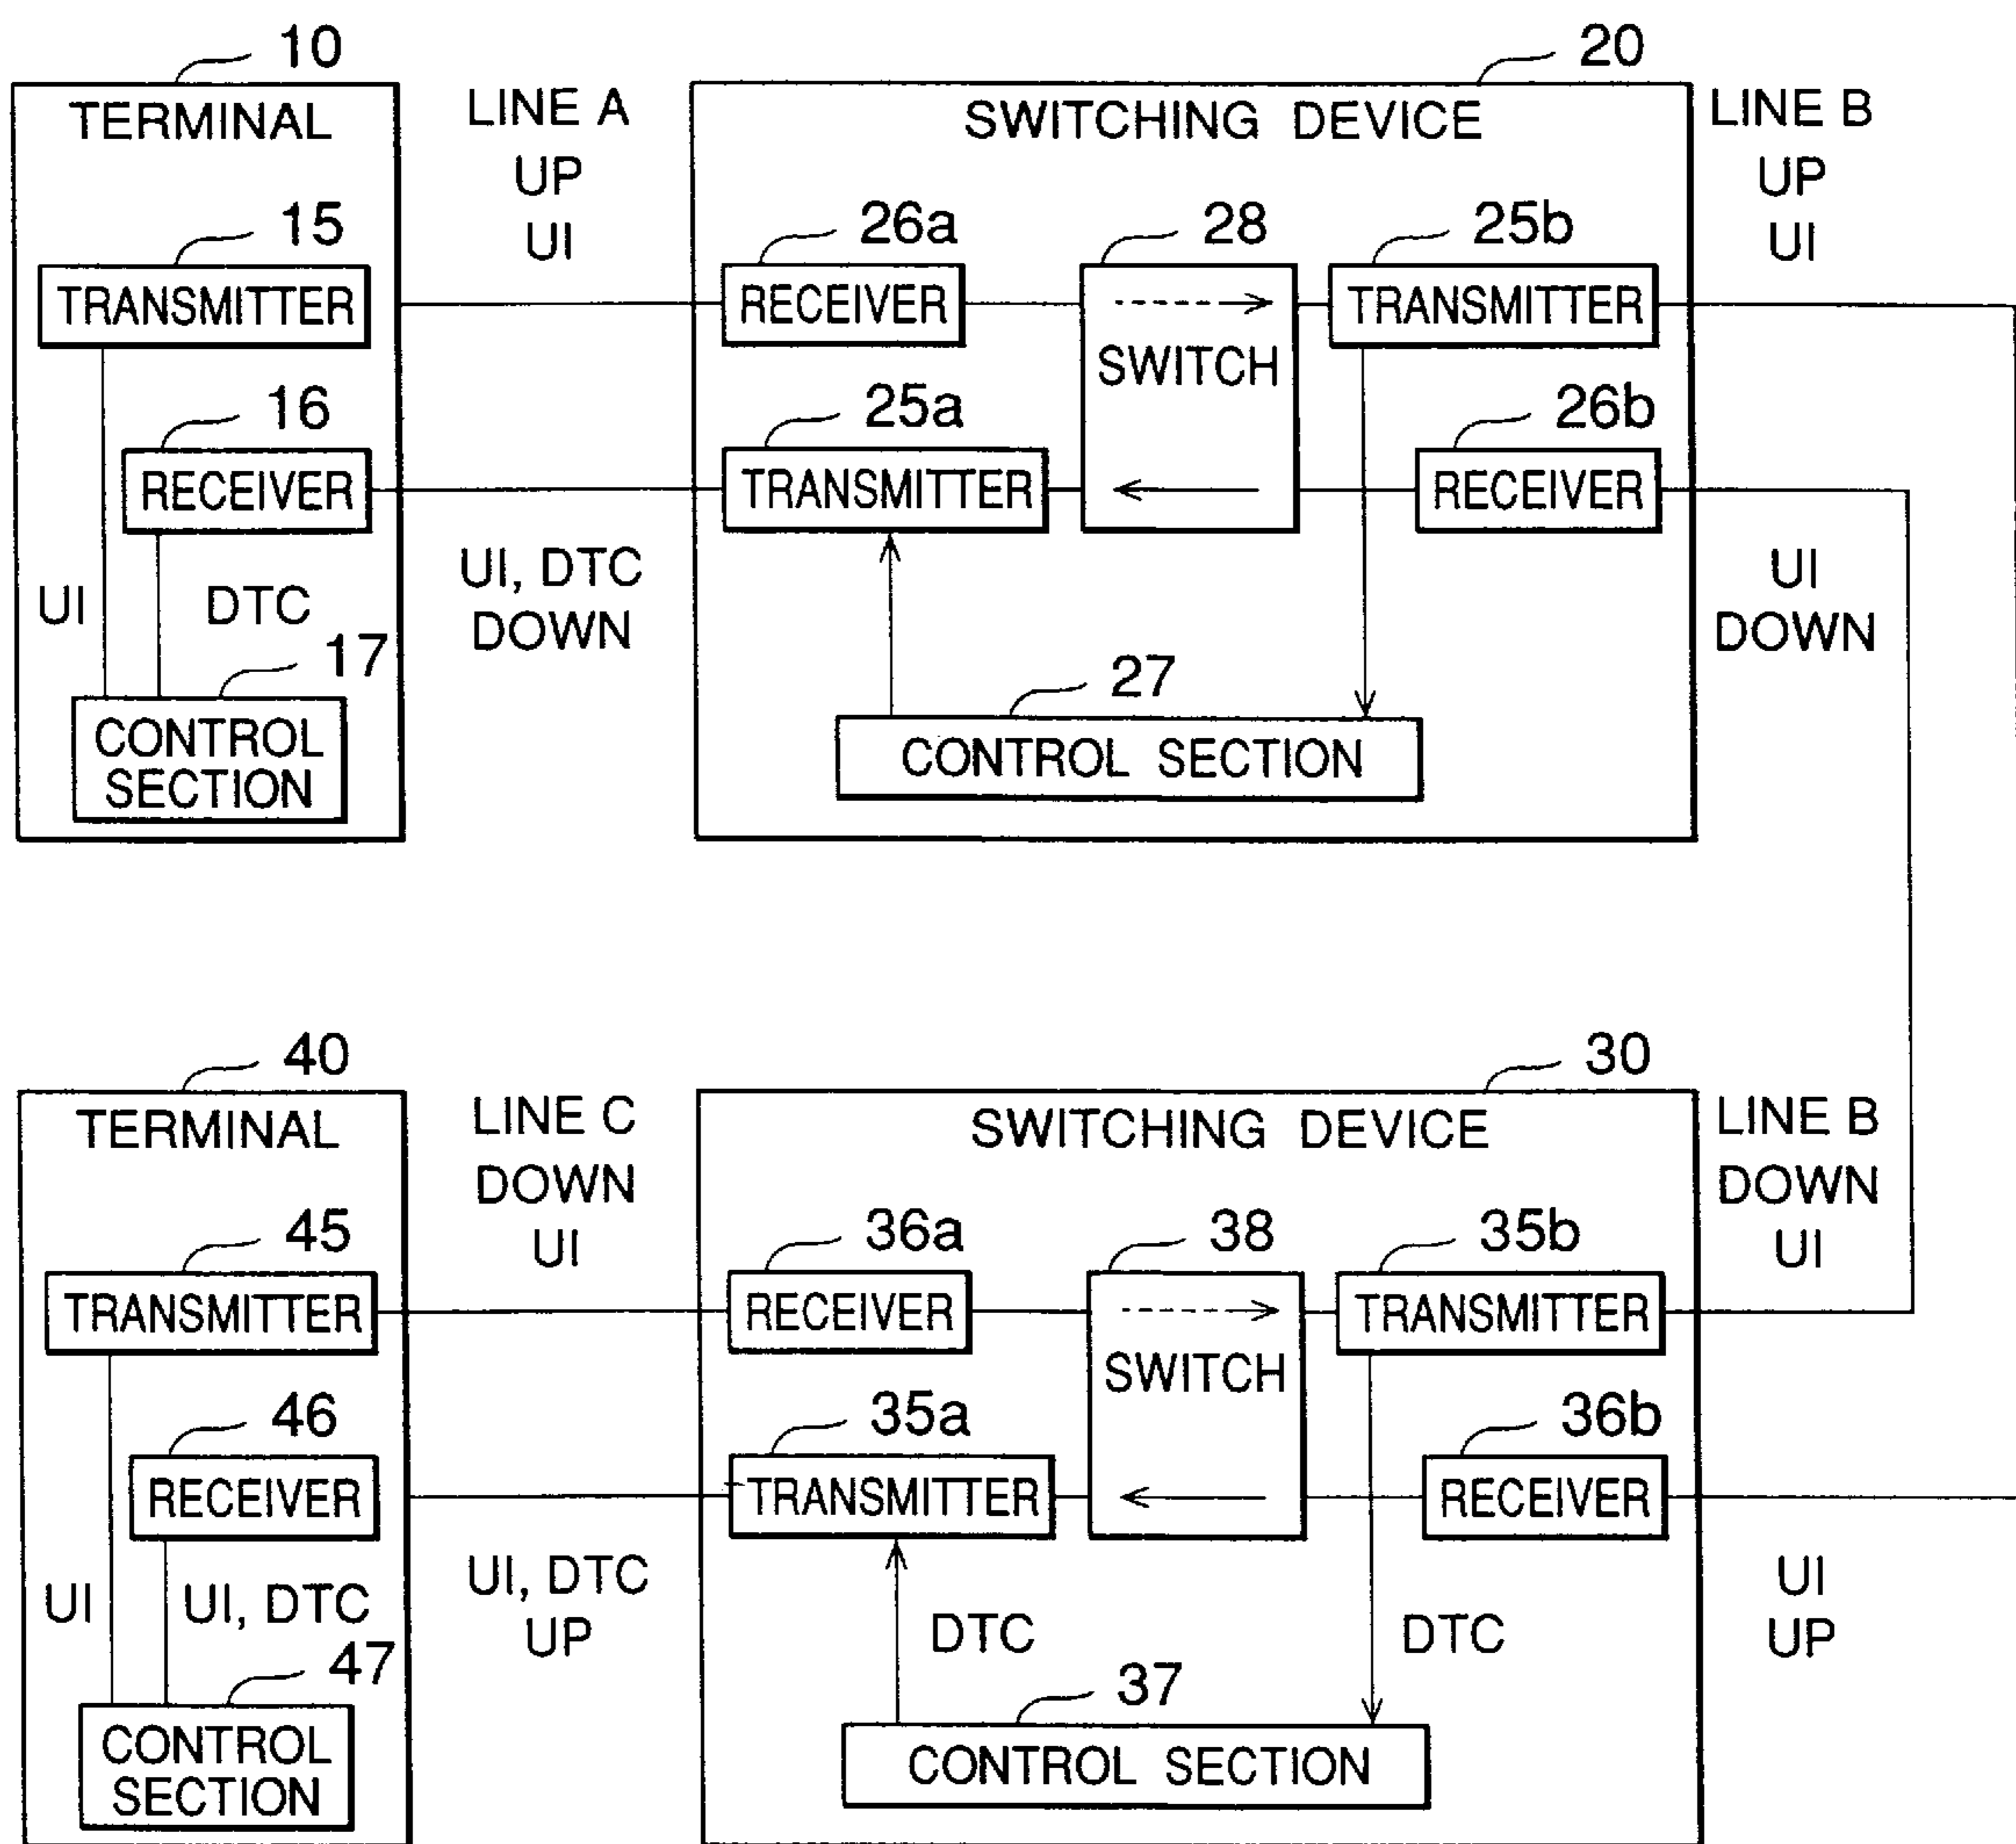 10
20
TERMINAL
LINE A
UP
UI
SWITCHING DEVICE
LINE B
UP
UI
15
26a
28
25b
TRANSMITTER
RECEIVER
SWITCH
TRANSMITTER
16
25a
26b
RECEIVER
TRANSMITTER
RECEIVER
UI
DTC
UI, DTC
DOWN
UI
DOWN
17
27
CONTROL
SECTION
CONTROL SECTION
40
30
TERMINAL
LINE C
DOWN
UI
SWITCHING DEVICE
LINE B
DOWN
UI
45
36a
38
35b
TRANSMITTER
RECEIVER
SWITCH
TRANSMITTER
46
35a
36b
RECEIVER
TRANSMITTER
RECEIVER
UI
UI, DTC
UI, DTC
UP
DTC
DTC
UI
UP
47
37
CONTROL
SECTION
CONTROL SECTION